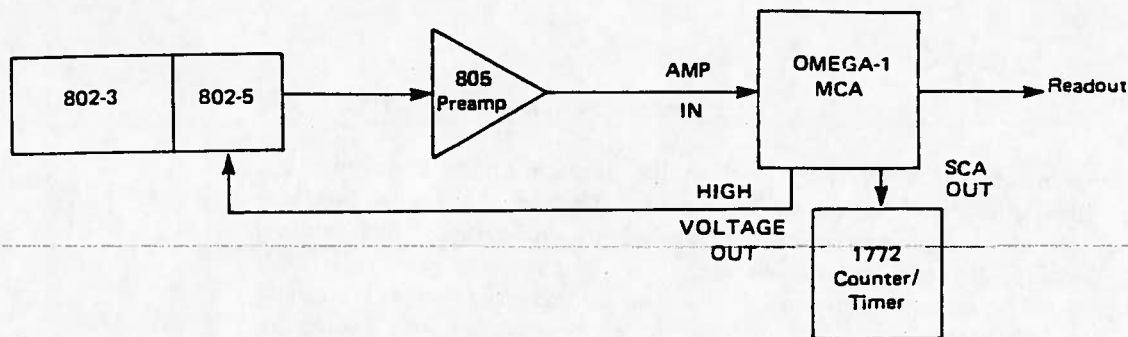 802-3
802-5
805
Preamp
AMP
IN
OMEGA-1
MCA
Readout
HIGH
VOLTAGE
OUT
SCA
OUT
1772
Counter/
Timer